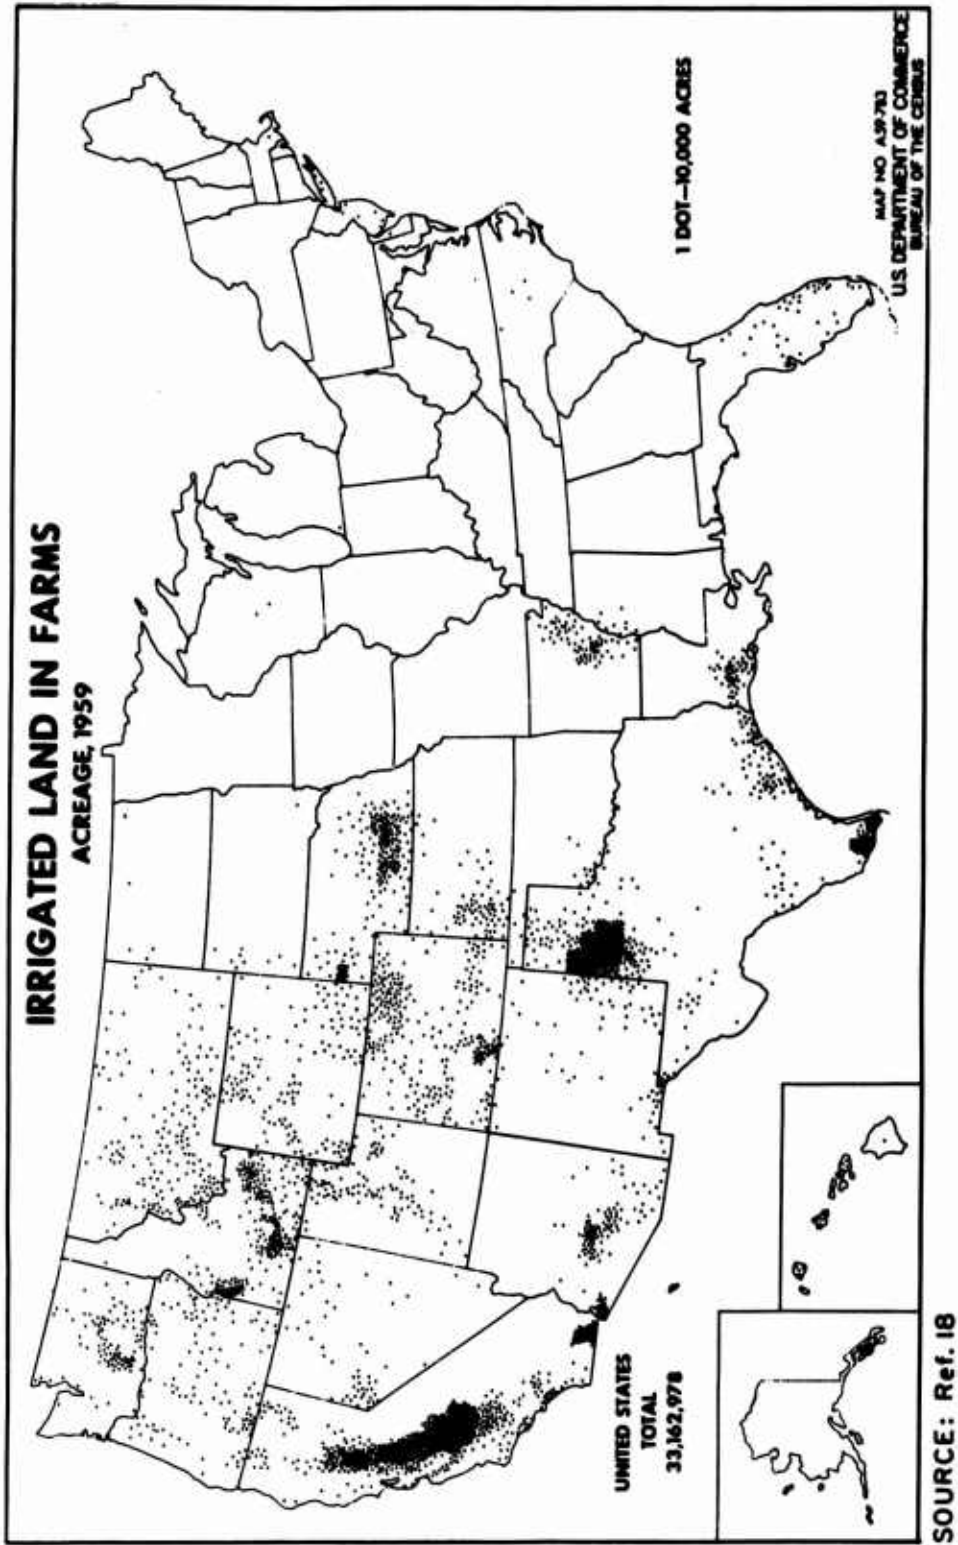 IRRIGATED LAND IN FARMS
ACREAGE, 1959
1 DOT—10,000 ACRES
UNITED STATES
TOTAL
33,162,978
MAP NO A59-783
U.S. DEPARTMENT OF COMMERCE
BUREAU OF THE CENSUS
SOURCE: Ref. 18